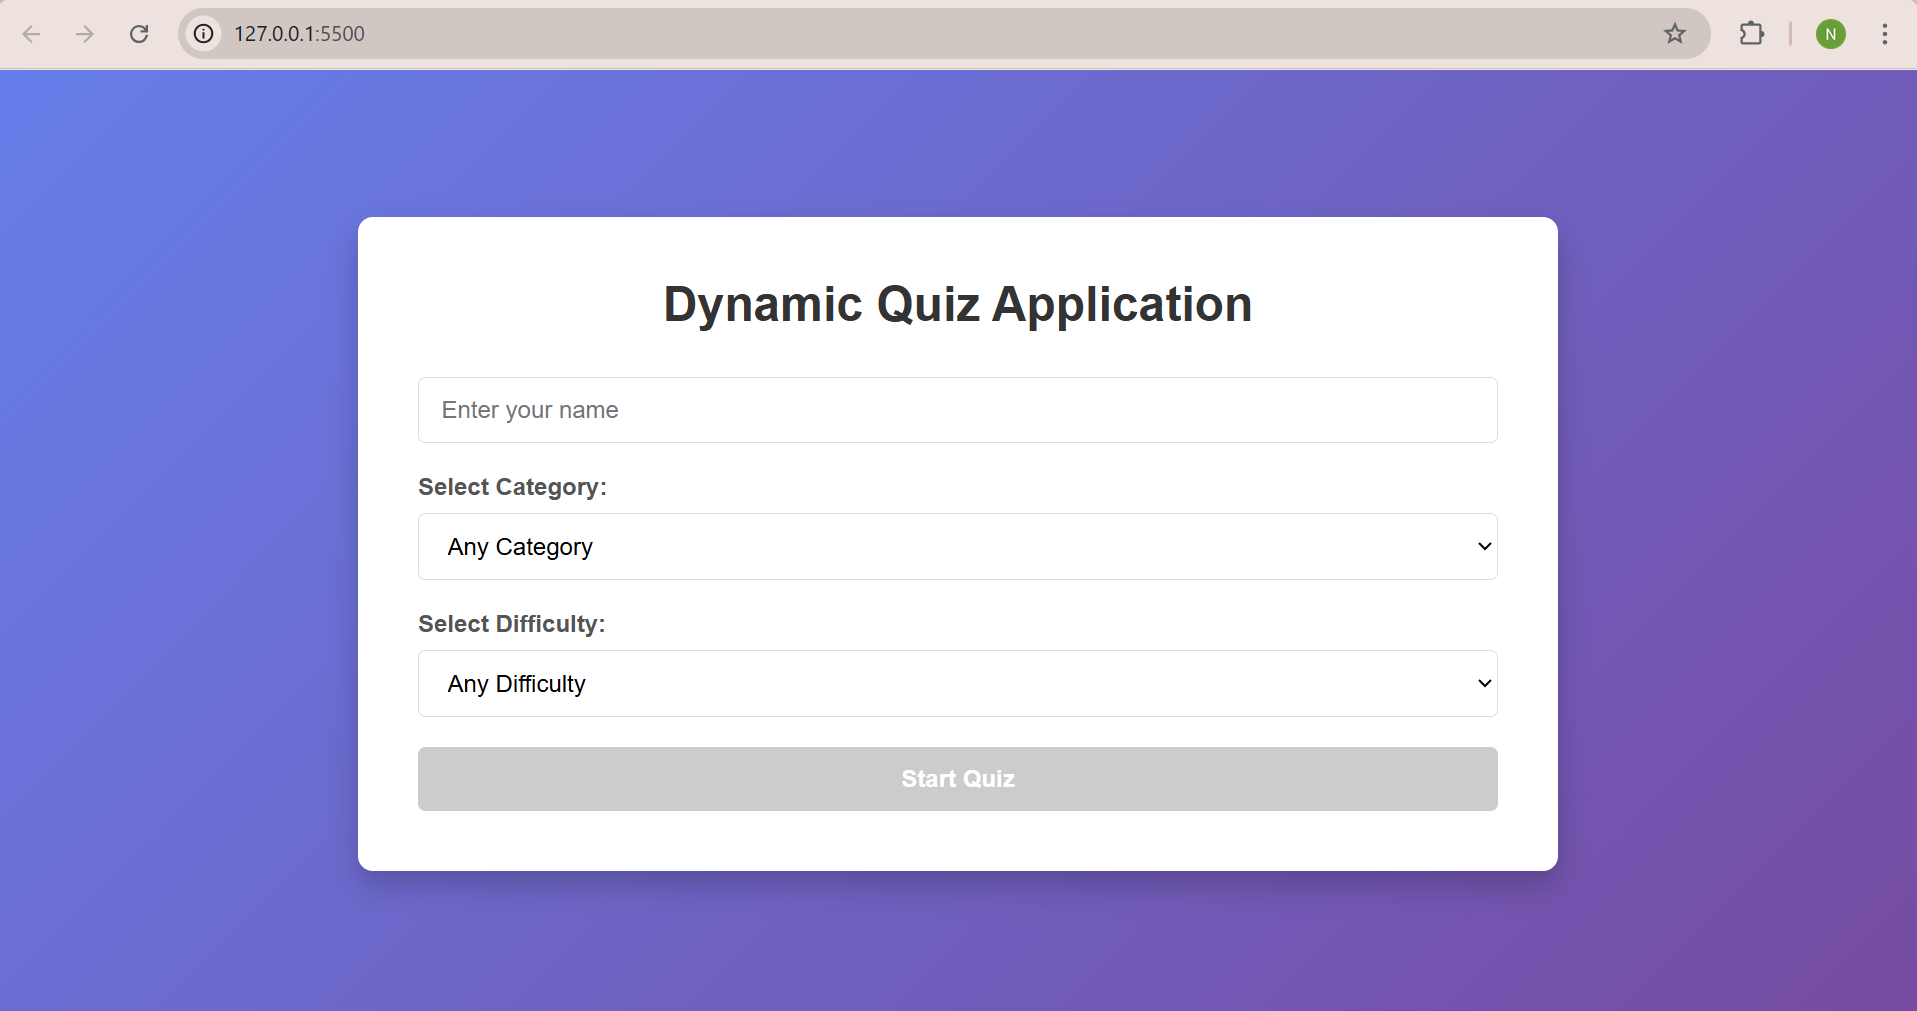 127.0.0.1:5500
N
Dynamic Quiz Application
Enter your name
Select Category:
Any Category
Select Difficulty:
Any Difficulty
Start Quiz